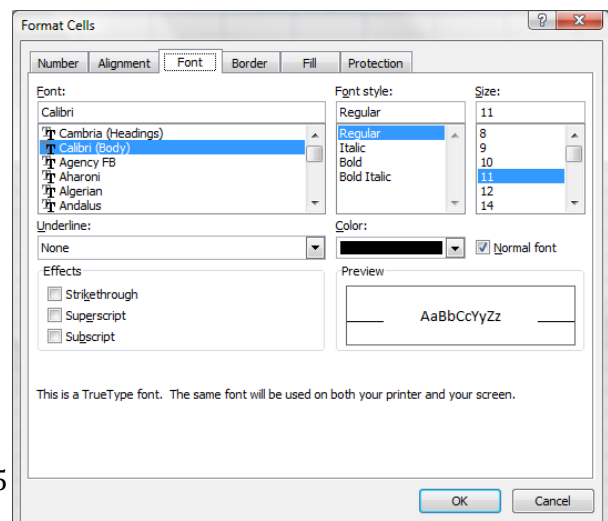 Format Cells
Number Alignment Font Border Fill Protection
Font: Font style: Size:
Calibri Regular 11
Cambria (Headings) Regular 8
Calibri (Body) Italic 9
Agency FB Bold 10
Aharoni Bold Italic 11
Algerian 12
Andalus 14
Underline: Color:
None Normal font
Effects Preview
Strikethrough
Superscript AaBbCcYyZz
Subscript
This is a TrueType font. The same font will be used on both your printer and your screen.
5
OK Cancel